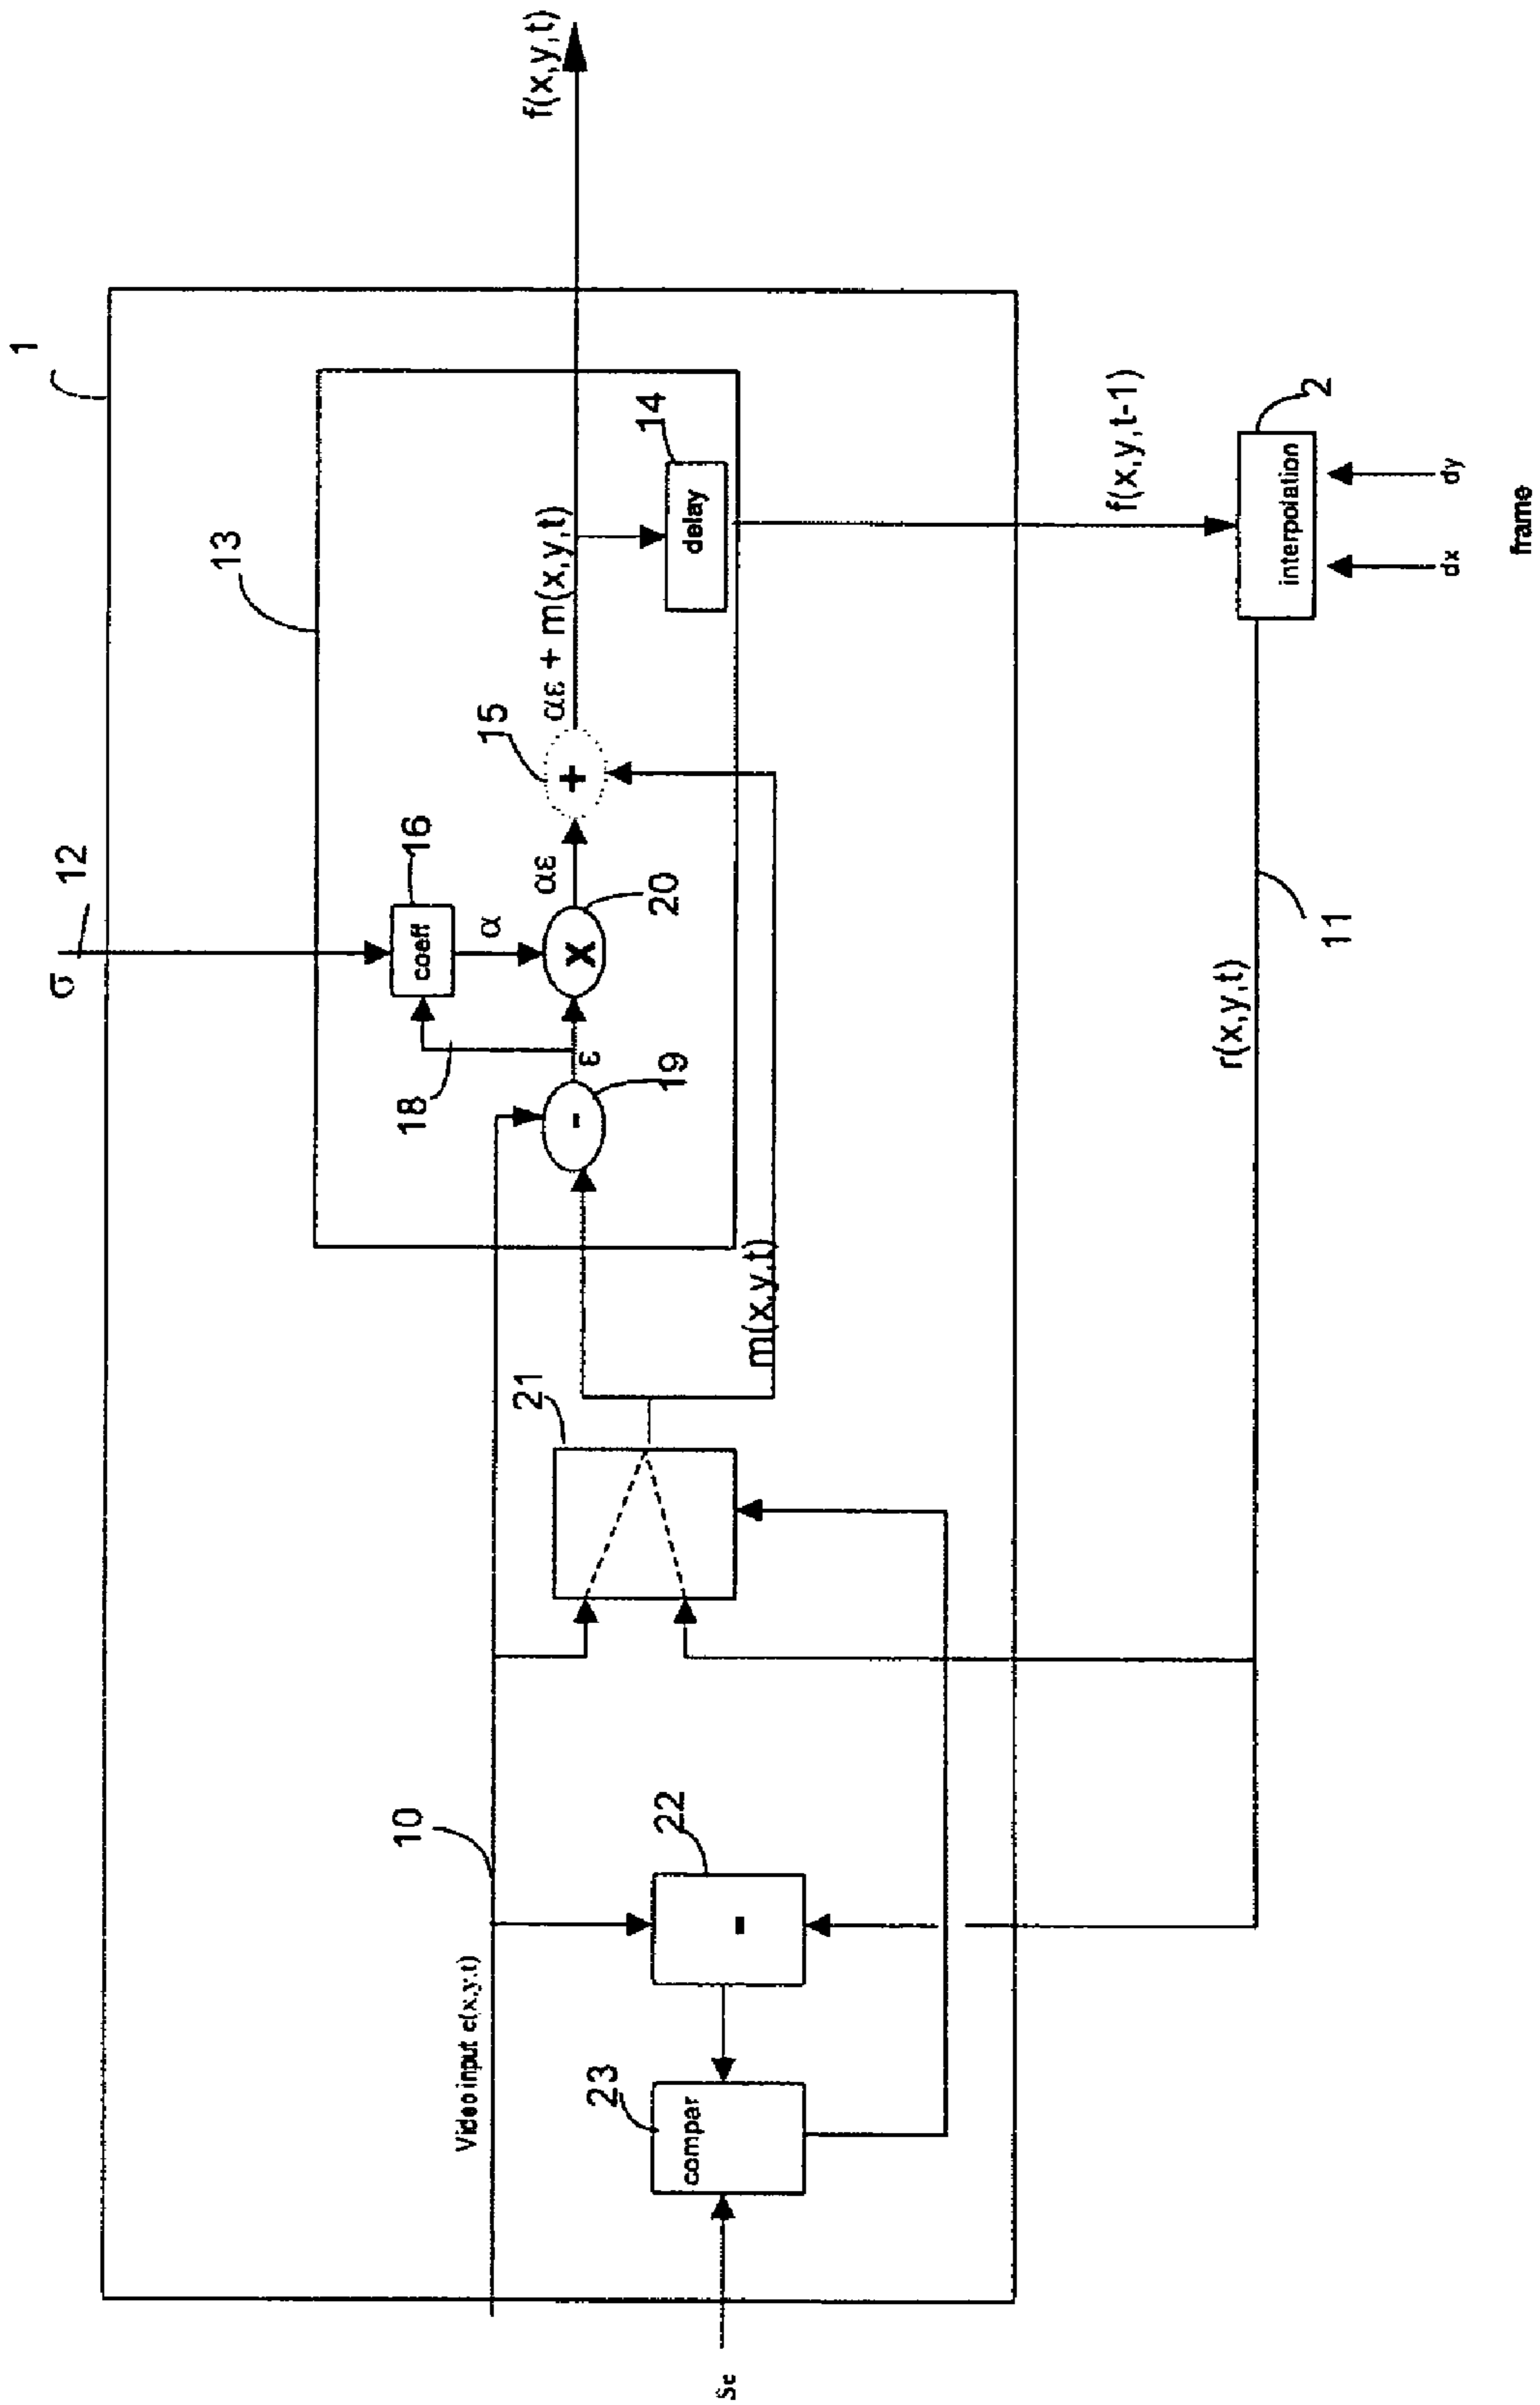 1
σ
12
13
16
coeff
α
18
ε
19
-
X
20
αε
15
+
αε + m(x,y,t)
14
delay
f(x,y,t)
Video input c(x,y,t)
10
21
m(x,y,t)
22
-
23
compar
Se
r(x,y,t)
11
f(x,y,t-1)
2
interpolation
dx
dy
frame